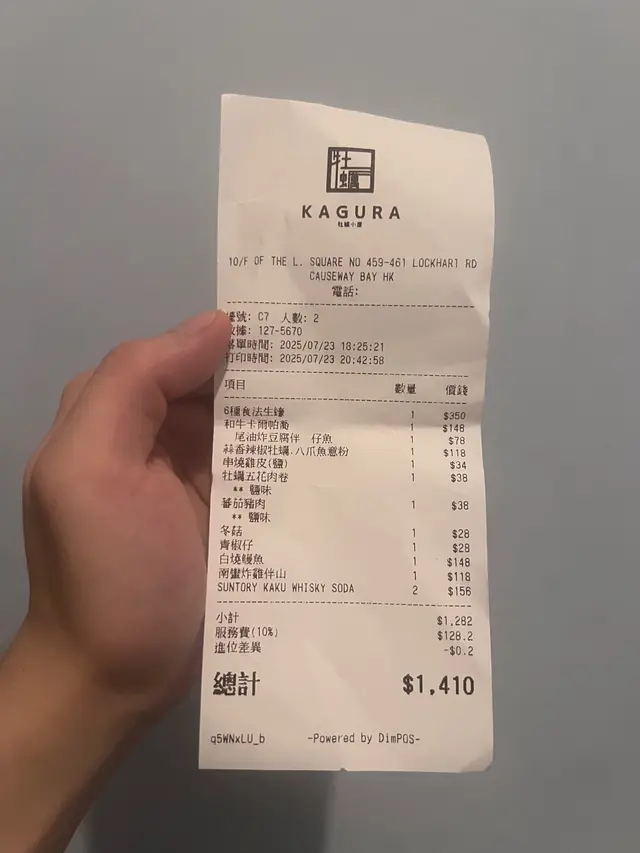 牡蠣
KAGURA
牡蠣小屋
10/F OF THE L. SQUARE NO 459-461 LOCKHART RD
CAUSEWAY BAY HK
電話:
號: C7 人數: 2
據: 127-5670
單時間: 2025/07/23 18:25:21
打印時間: 2025/07/23 20:42:58
項目 數量 價錢
6種食法生蠔 1 $350
和牛卡爾帕喬 1 $148
尾油炸豆腐伴 仔魚 1 $78
蒜香辣椒牡蠣.八爪魚意粉 1 $118
串燒雞皮(鹽) 1 $34
牡蠣五花肉卷 1 $38
** 鹽味
蕃茄豬肉 1 $38
** 鹽味
冬菇 1 $28
青椒仔 1 $28
白燒鰻魚 1 $148
南蠻炸雞伴山 1 $118
SUNTORY KAKU WHISKY SODA 2 $156
小計 $1,282
服務費(10%) $128.2
進位差異 -$0.2
總計 $1,410
q5WNxLU_b -Powered by DimPOS-